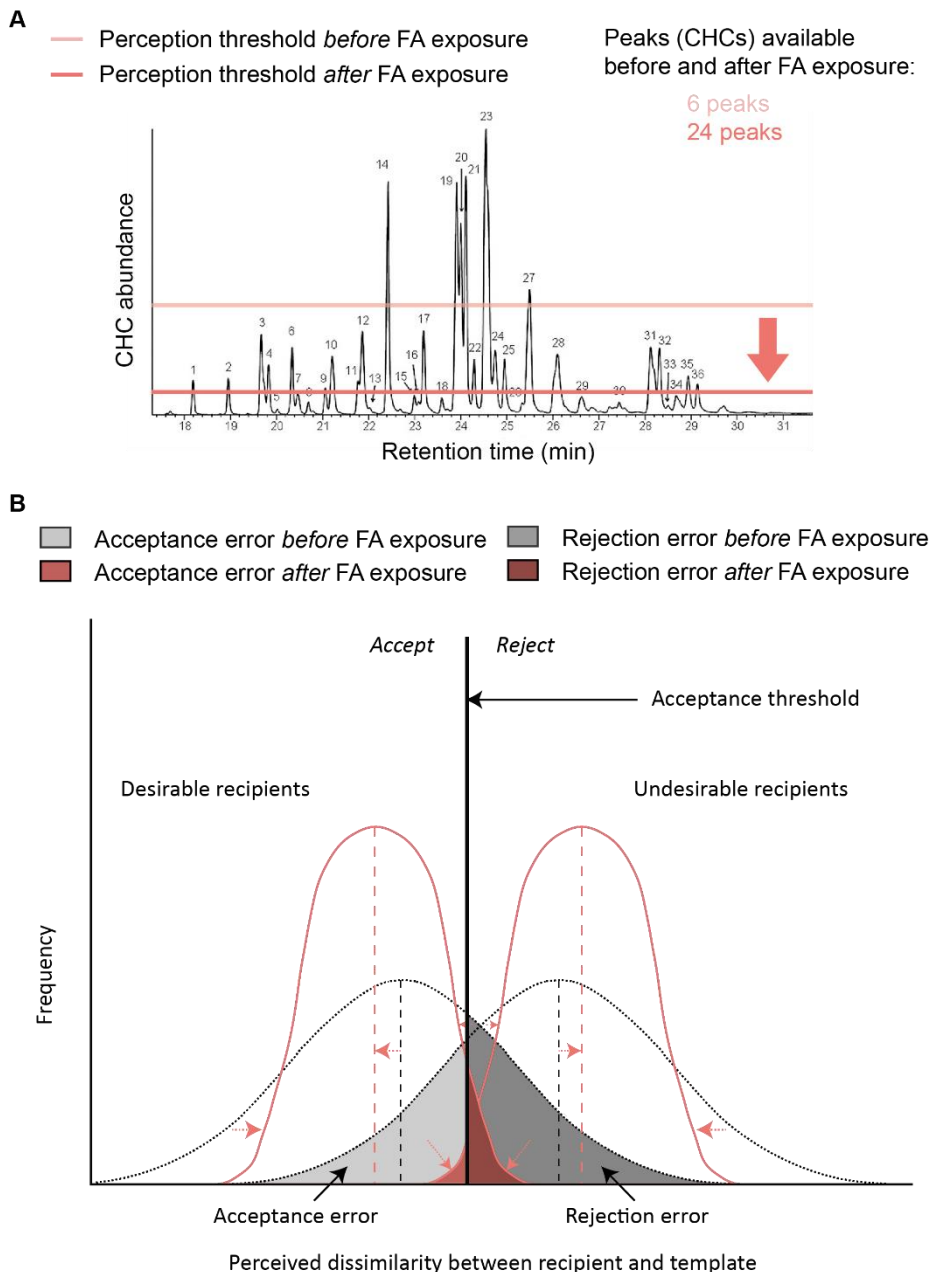 A
Perception threshold before FA exposure
Perception threshold after FA exposure
Peaks (CHCs) available
before and after FA exposure:
6 peaks
24 peaks
CHC abundance
1
2
3
4
5
6
7
8
9
10
11
12
13
14
15
16
17
18
19
20
21
22
23
24
25
26
27
28
29
30
31
32
33
34
35
36
18 19 20 21 22 23 24 25 26 27 28 29 30 31
Retention time (min)
B
Acceptance error before FA exposure
Rejection error before FA exposure
Acceptance error after FA exposure
Rejection error after FA exposure
Accept
Reject
Acceptance threshold
Desirable recipients
Undesirable recipients
Frequency
Acceptance error
Rejection error
Perceived dissimilarity between recipient and template